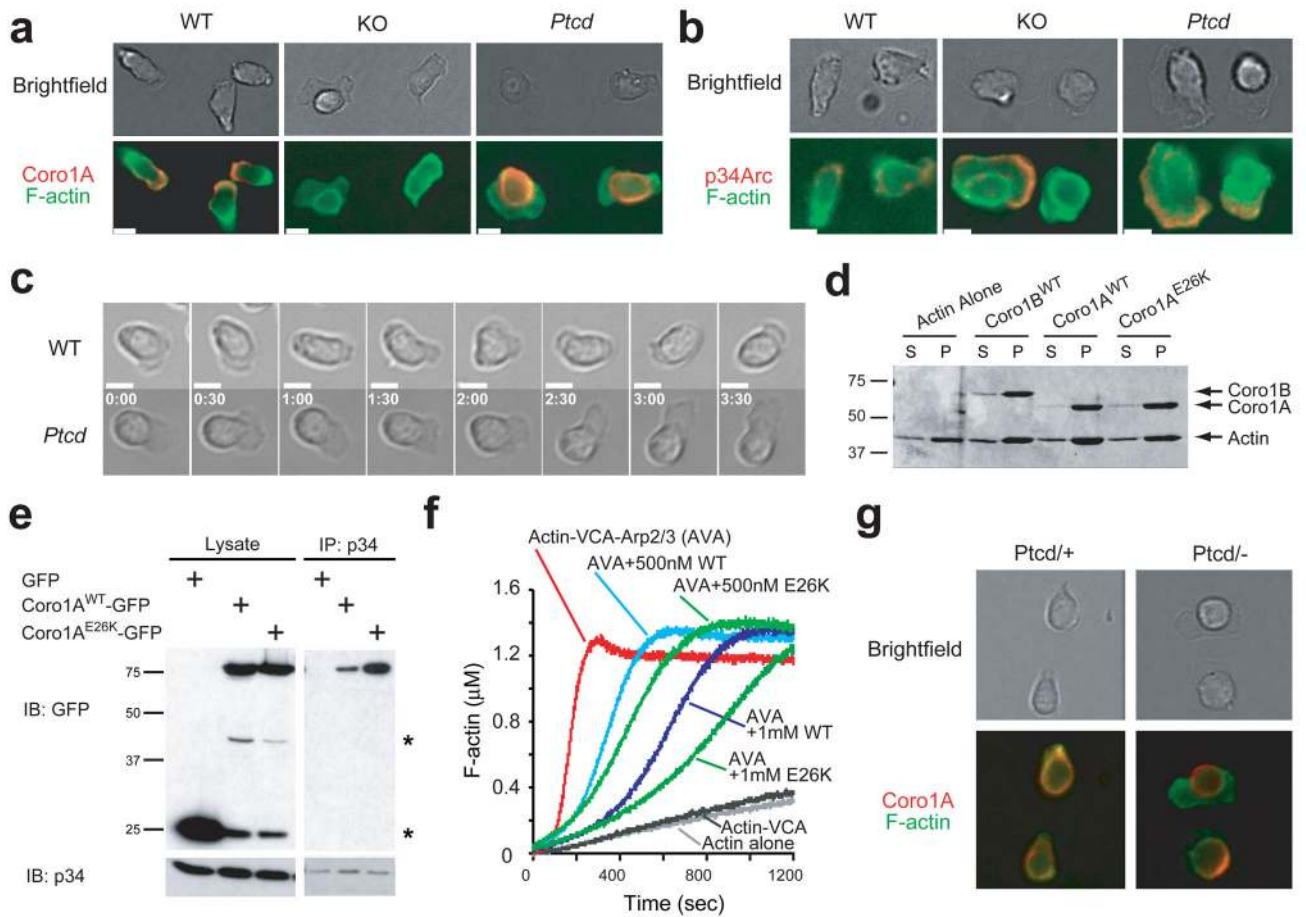 a
WT KO Ptcd
Brightfield
Coro1A
F-actin
b
WT KO Ptcd
Brightfield
p34Arc
F-actin
c
WT
0:00 0:30 1:00 1:30 2:00 2:30 3:00 3:30
Ptcd
d
Actin Alone Coro1B^WT Coro1A^WT Coro1A^E26K
S P S P S P S P
75
50
37
Coro1B
Coro1A
Actin
e
Lysate IP: p34
GFP + +
Coro1A^WT-GFP + +
Coro1A^E26K-GFP + +
75
50
IB: GFP
37 *
25 *
IB: p34
f
Actin-VCA-Arp2/3 (AVA)
AVA+500nM WT
AVA+500nM E26K
1.6
1.2
0.8
0.4
0
F-actin (μM)
AVA
+1mM WT
AVA
+1mM E26K
Actin-VCA
Actin alone
0 400 800 1200
Time (sec)
g
Ptcd/+ Ptcd/-
Brightfield
Coro1A
F-actin